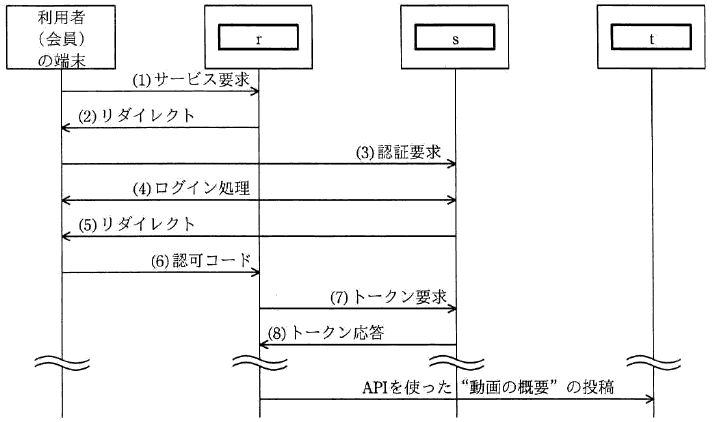 利用者
(会員)
の端末
r
s
t
(1)サービス要求
(2)リダイレクト
(3)認証要求
(4)ログイン処理
(5)リダイレクト
(6)認可コード
(7)トークン要求
(8)トークン応答
APIを使った“動画の概要”の投稿